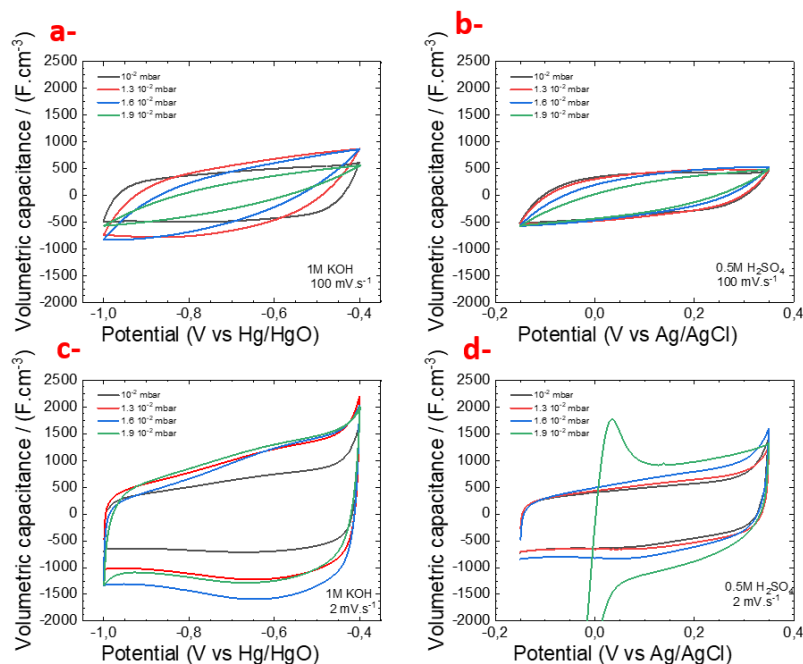 a-
Volumetric capacitance / (F.cm-3)
2500
2000
1500
1000
500
0
-500
-1000
-1500
-2000
10-2 mbar
1.3 10-2 mbar
1.6 10-2 mbar
1.9 10-2 mbar
1M KOH
100 mV.s-1
-1,0 -0,8 -0,6 -0,4
Potential (V vs Hg/HgO)
b-
Volumetric capacitance / (F.cm-3)
2500
2000
1500
1000
500
0
-500
-1000
-1500
-2000
10-2 mbar
1.3 10-2 mbar
1.6 10-2 mbar
1.9 10-2 mbar
0.5M H2SO4
100 mV.s-1
-0,2 0,0 0,2 0,4
Potential (V vs Ag/AgCl)
c-
Volumetric capacitance / (F.cm-3)
2500
2000
1500
1000
500
0
-500
-1000
-1500
-2000
10-2 mbar
1.3 10-2 mbar
1.6 10-2 mbar
1.9 10-2 mbar
1M KOH
2 mV.s-1
-1,0 -0,8 -0,6 -0,4
Potential (V vs Hg/HgO)
d-
Volumetric capacitance / (F.cm-3)
2500
2000
1500
1000
500
0
-500
-1000
-1500
-2000
10-2 mbar
1.3 10-2 mbar
1.6 10-2 mbar
1.9 10-2 mbar
0.5M H2SO4
2 mV.s-1
-0,2 0,0 0,2 0,4
Potential (V vs Ag/AgCl)